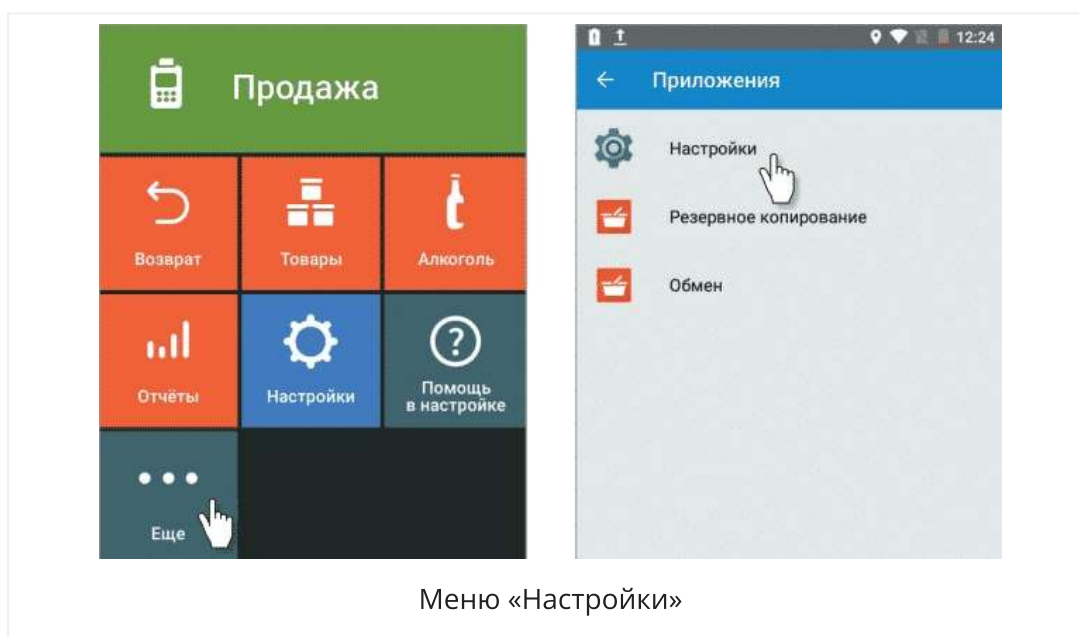 Продажа
Возврат
Товары
Алкоголь
Отчёты
Настройки
Помощь
в настройке
Еще
12:24
Приложения
Настройки
Резервное копирование
Обмен
Меню «Настройки»